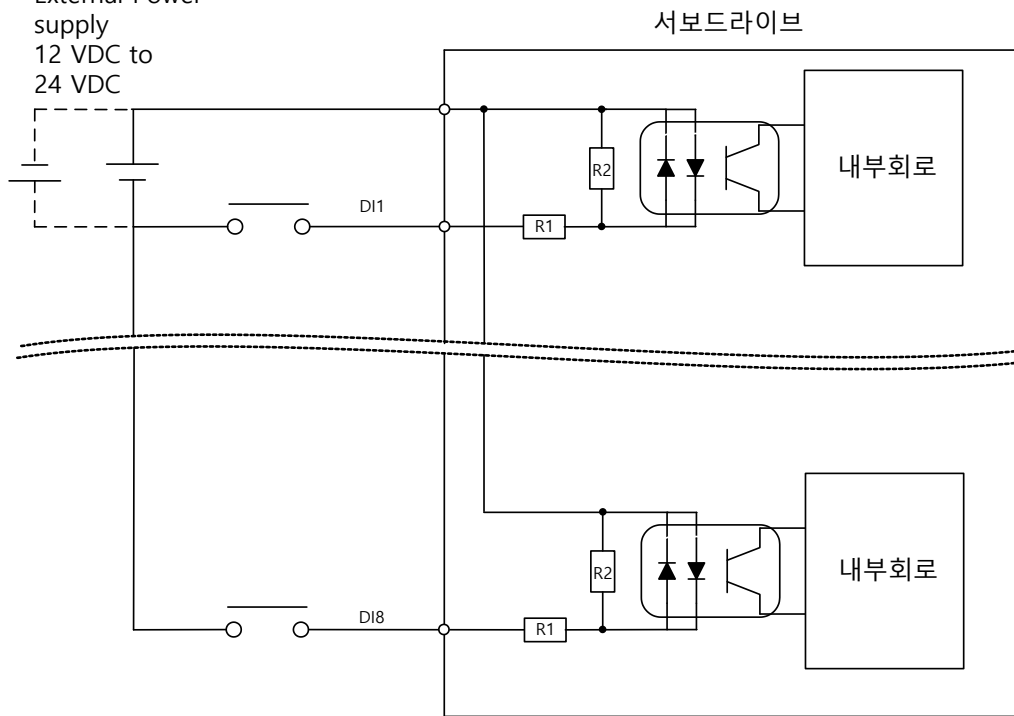 External Power
supply
12 VDC to
24 VDC
서보드라이브
R2
내부회로
DI1
R1
R2
내부회로
DI8
R1